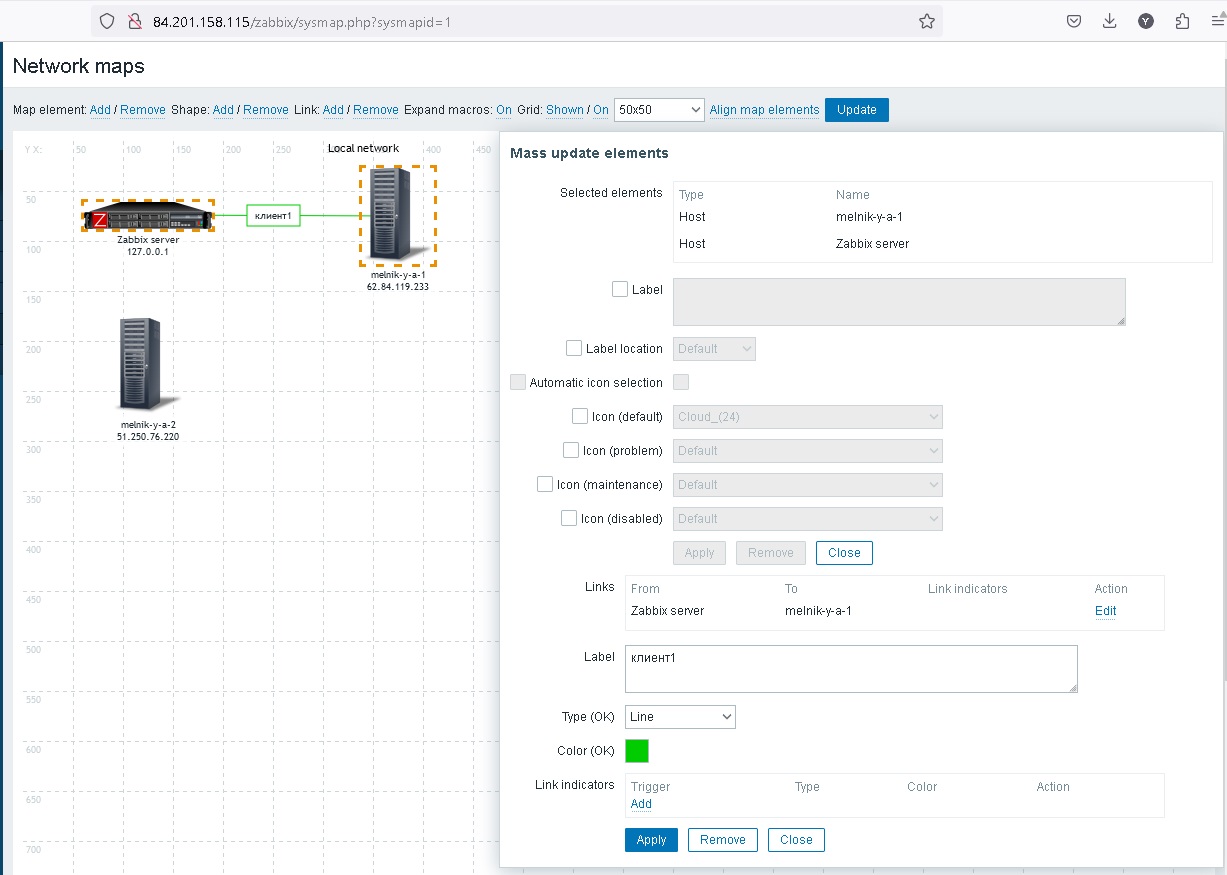 84.201.158.115/zabbix/sysmap.php?sysmapid=1
Network maps
Map element: Add / Remove Shape: Add / Remove Link: Add / Remove Expand macros: On Grid: Shown / On 50x50 Align map elements Update
Y X: 50 100 150 200 250 300 350 400 450
Local network
50
100
150
200
250
300
350
400
450
500
550
600
650
700
Z
клиент1
Zabbix server
127.0.0.1
melnik-y-a-1
62.84.119.233
melnik-y-a-2
51.250.76.220
Mass update elements
Selected elements
Type Name
Host melnik-y-a-1
Host Zabbix server
Label
Label location Default
Automatic icon selection
Icon (default) Cloud_(24)
Icon (problem) Default
Icon (maintenance) Default
Icon (disabled) Default
Apply Remove Close
Links From To Link indicators Action
Zabbix server melnik-y-a-1 Edit
Label клиент1
Type (OK) Line
Color (OK)
Link indicators Trigger Type Color Action
Add
Apply Remove Close